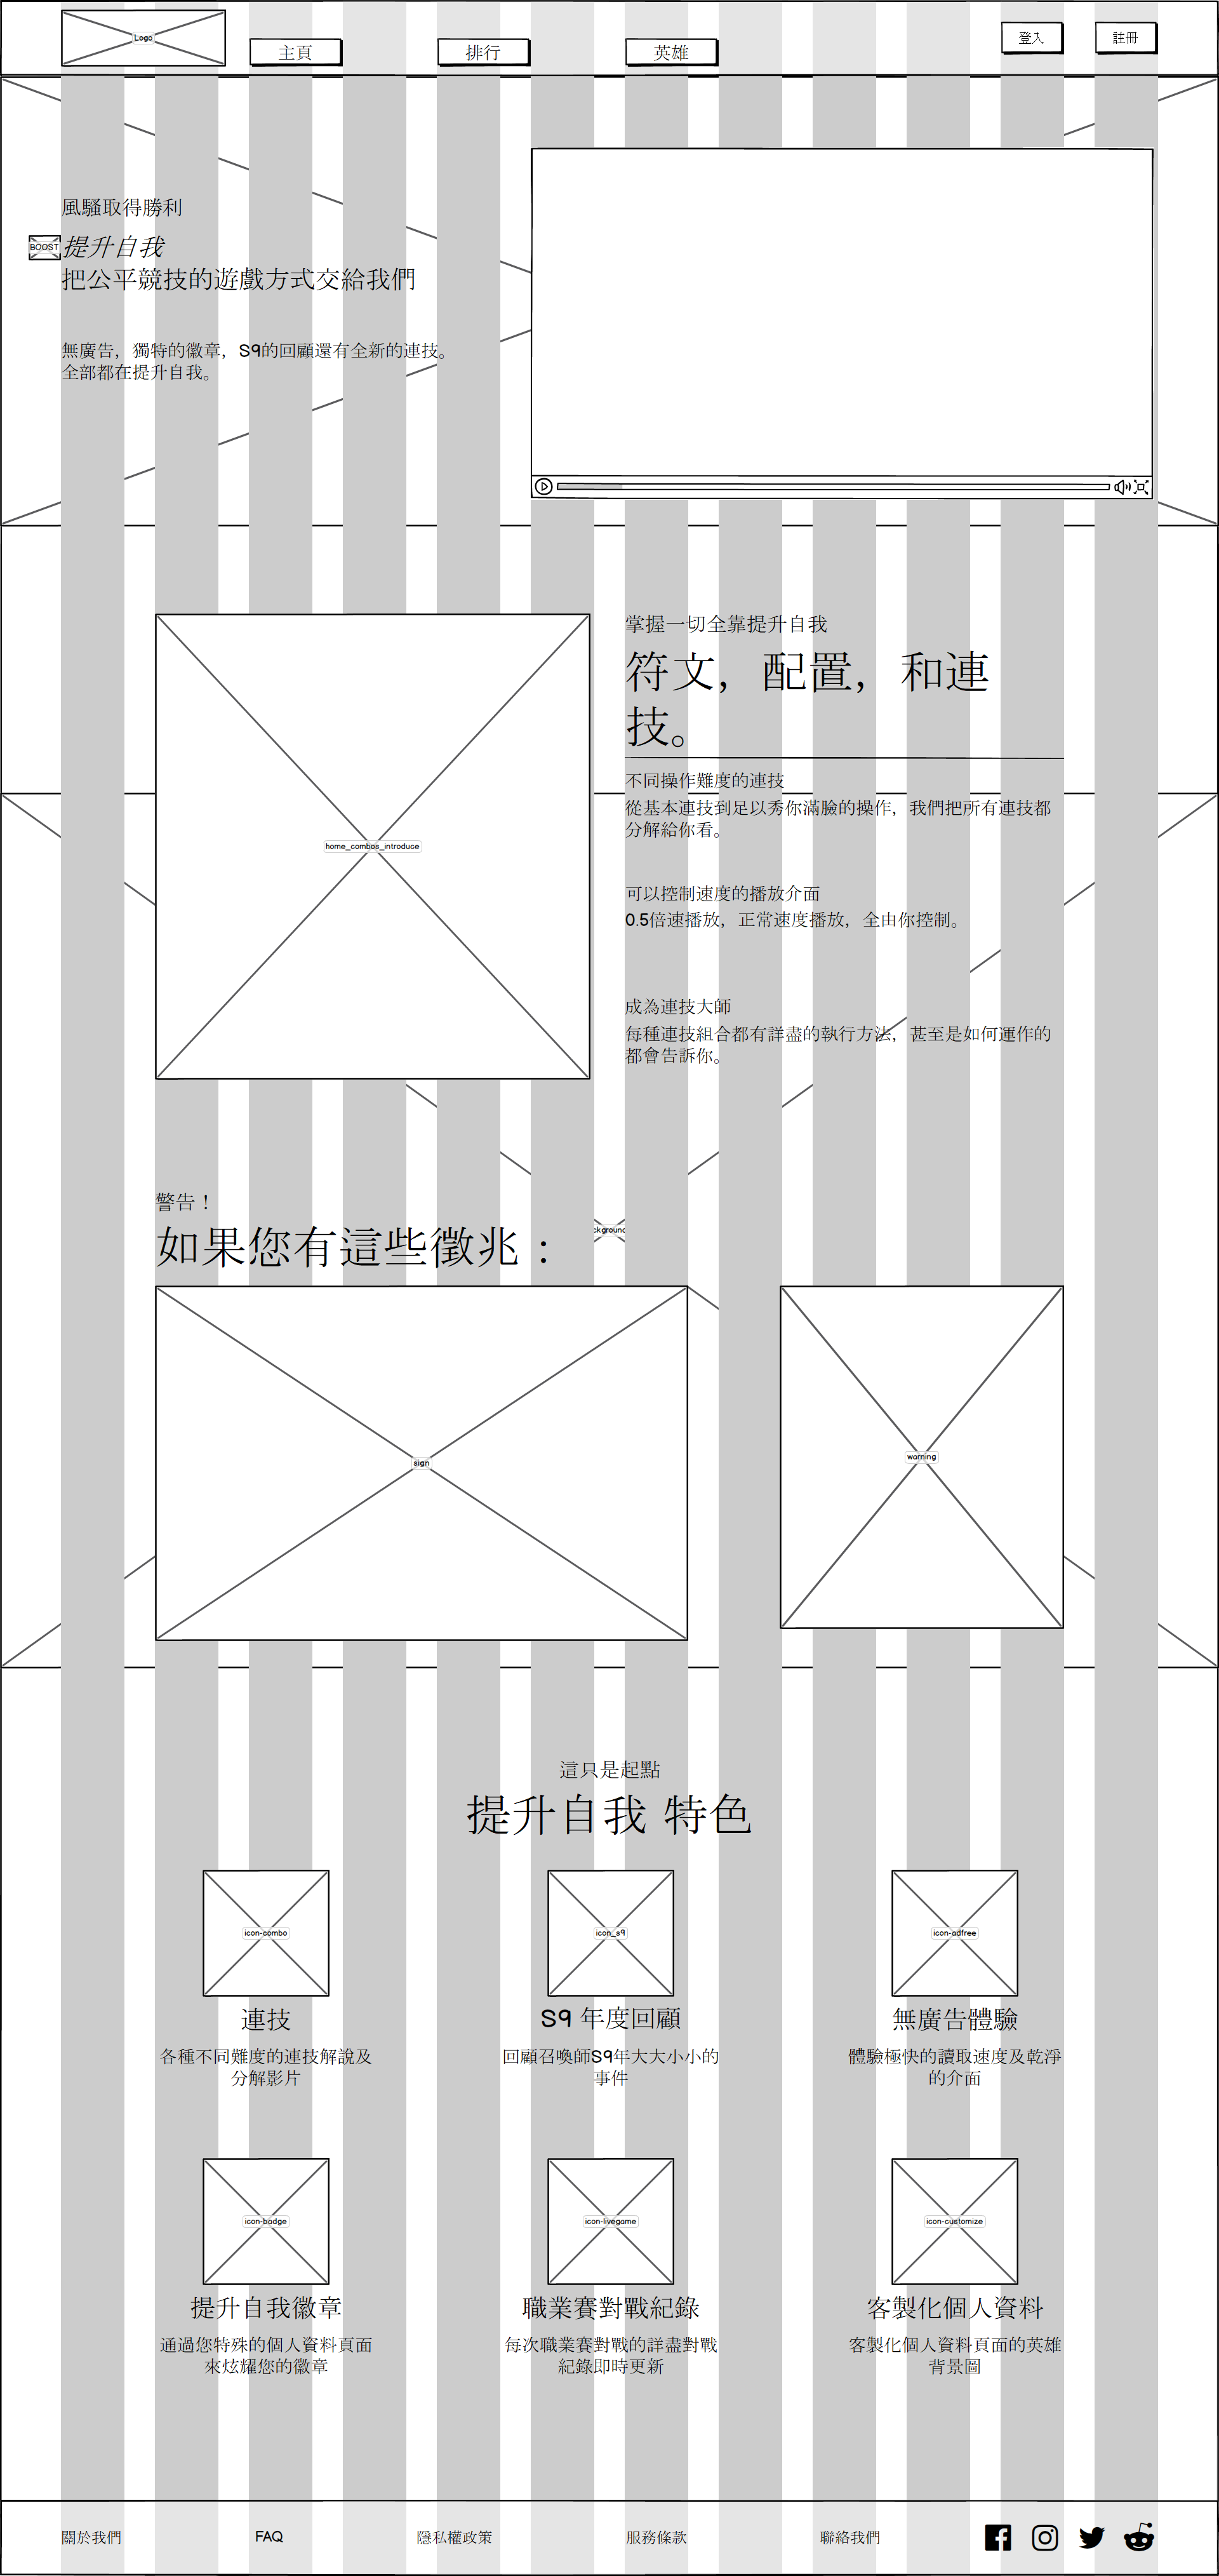 Logo
主頁
排行
英雄
登入
註冊
風騷取得勝利
BOOST
提升自我
把公平競技的遊戲方式交給我們
無廣告，獨特的徽章，S9的回顧還有全新的連技。
全部都在提升自我。
掌握一切全靠提升自我
符文，配置，和連
技。
不同操作難度的連技
從基本連技到足以秀你滿臉的操作，我們把所有連技都
分解給你看。
home_combos_introduce
可以控制速度的播放介面
0.5倍速播放，正常速度播放，全由你控制。
成為連技大師
每種連技組合都有詳盡的執行方法，甚至是如何運作的
都會告訴你。
警告！
如果您有這些徵兆：
ckground
sign
warning
這只是起點
提升自我 特色
icon-combo
icon_s9
icon-adfree
連技
S9 年度回顧
無廣告體驗
各種不同難度的連技解說及
分解影片
回顧召喚師S9年大大小小的
事件
體驗極快的讀取速度及乾淨
的介面
icon-badge
icon-livegame
icon-customize
提升自我徽章
職業賽對戰紀錄
客製化個人資料
通過您特殊的個人資料頁面
來炫耀您的徽章
每次職業賽對戰的詳盡對戰
紀錄即時更新
客製化個人資料頁面的英雄
背景圖
關於我們
FAQ
隱私權政策
服務條款
聯絡我們